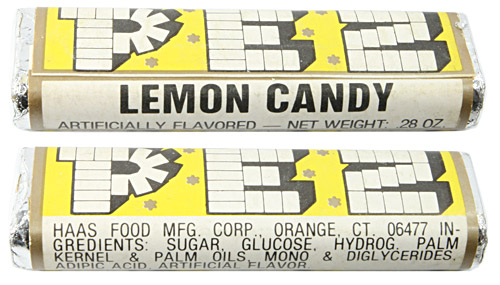 PEZ
LEMON CANDY
ARTIFICIALLY FLAVORED — NET WEIGHT: .28 OZ.
PEZ
HAAS FOOD MFG. CORP., ORANGE, CT. 06477 IN-
GREDIENTS: SUGAR, GLUCOSE, HYDROG. PALM
KERNEL & PALM OILS, MONO & DIGLYCERIDES,
ADIPIC ACID, ARTIFICIAL FLAVOR